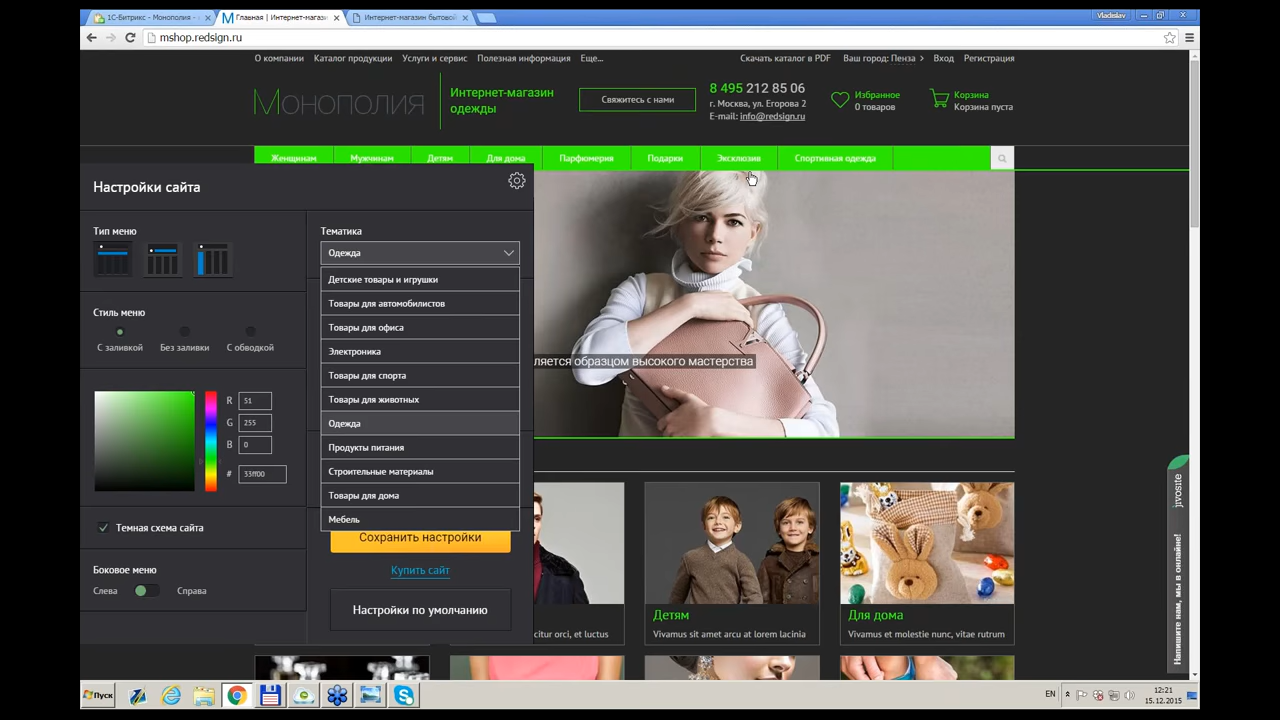 1С-Битрикс - Монополия -
Главная | Интернет-магази
Интернет-магазин бытовой
Vladislav
mshop.redsign.ru
О компании
Каталог продукции
Услуги и сервис
Полезная информация
Еще...
Скачать каталог в PDF
Ваш город: Пенза
Вход
Регистрация
Монополия
Интернет-магазин
одежды
Свяжитесь с нами
8 495 212 85 06
г. Москва, ул. Егорова 2
E-mail: info@redsign.ru
Избранное
0 товаров
Корзина
Корзина пуста
Женщинам
Мужчинам
Детям
Для дома
Парфюмерия
Подарки
Эксклюзив
Спортивная одежда
Настройки сайта
Тип меню
Стиль меню
С заливкой
Без заливки
С обводкой
R 51
G 255
B 0
# 33ff00
Темная схема сайта
Боковое меню
Слева
Справа
Тематика
Одежда
Детские товары и игрушки
Товары для автомобилистов
Товары для офиса
Электроника
Товары для спорта
Товары для животных
Одежда
Продукты питания
Строительные материалы
Товары для дома
Мебель
Сохранить настройки
Купить сайт
Настройки по умолчанию
ляется образцом высокого мастерства
citur orci, et luctus
Детям
Vivamus sit amet arcu at lorem lacinia
Для дома
Vivamus et molestie nunc, vitae rutrum
jivosite
Напишите нам, мы в онлайне!
Пуск
EN
12:21
15.12.2015